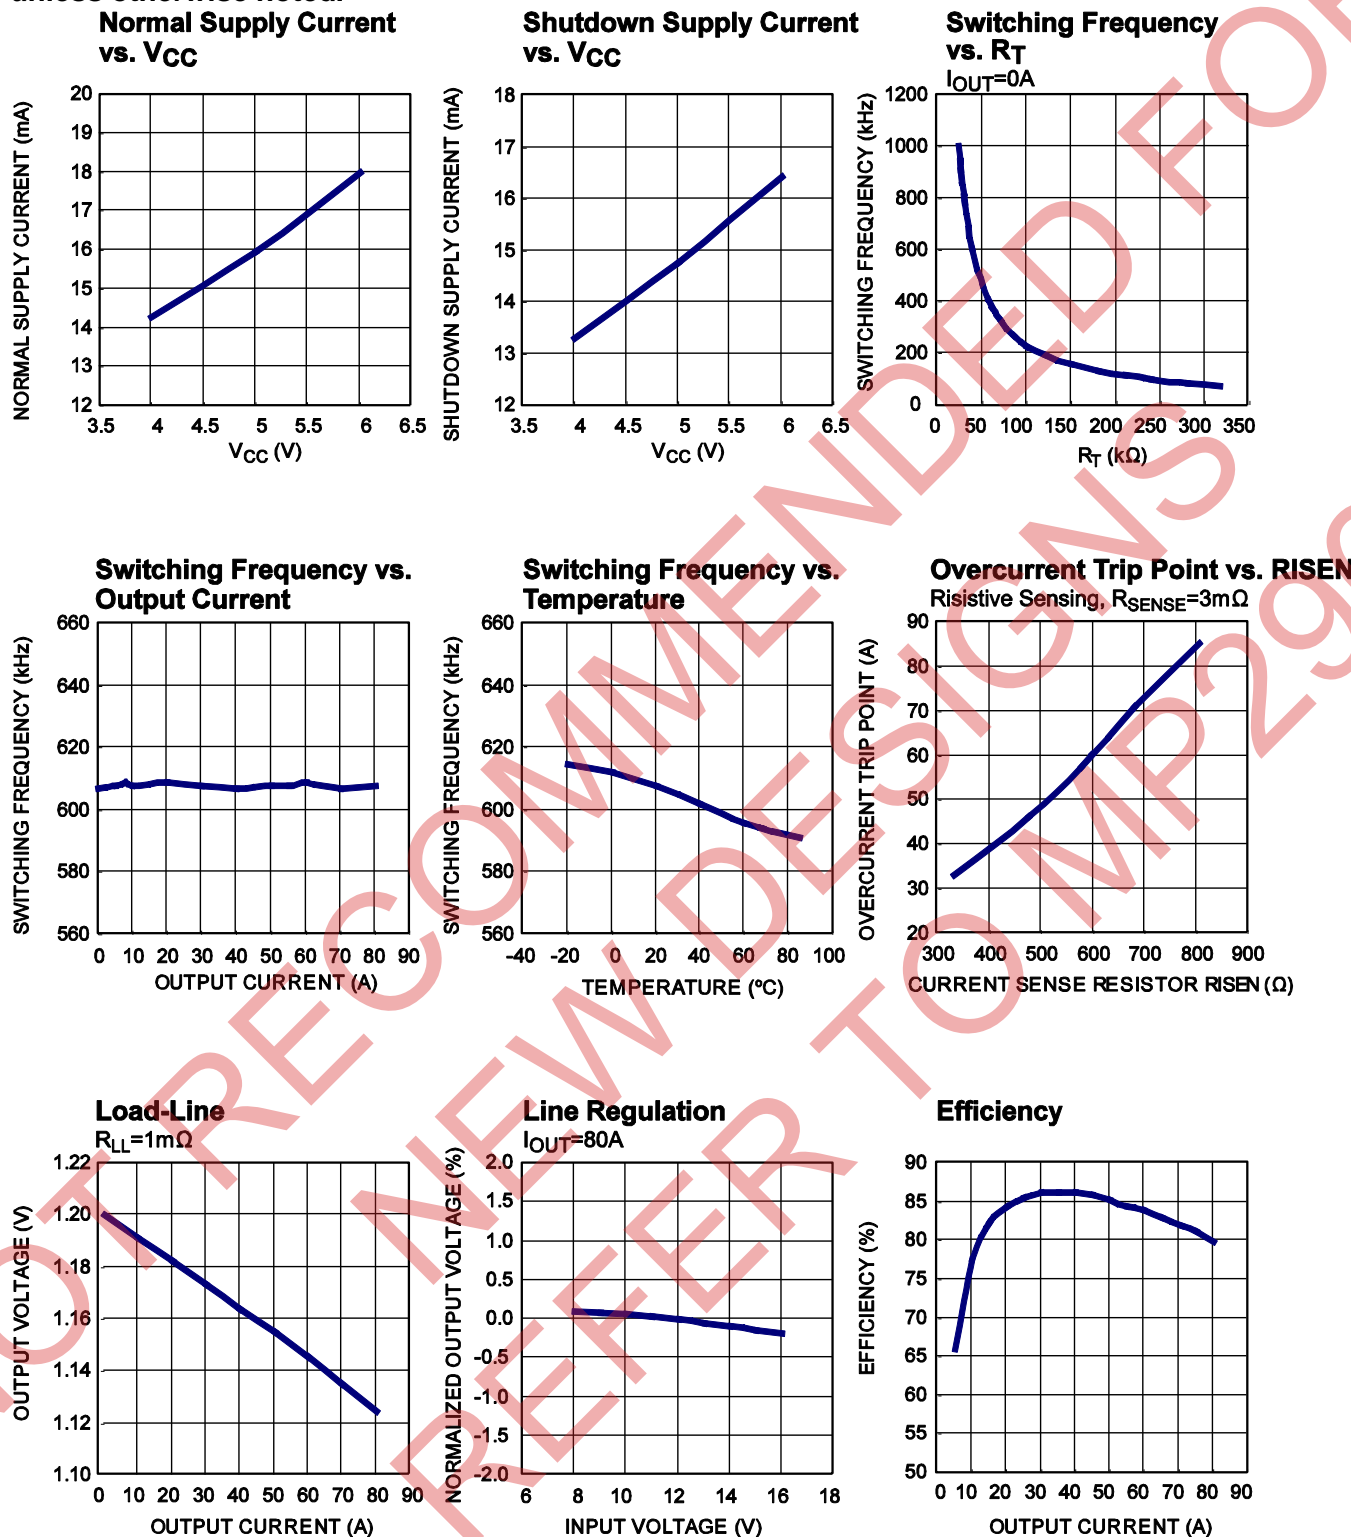 unless otherwise noted.
Normal Supply Current
vs. VCC
NORMAL SUPPLY CURRENT (mA)
20
19
18
17
16
15
14
13
12
3.5 4 4.5 5 5.5 6 6.5
VCC (V)
Shutdown Supply Current
vs. VCC
SHUTDOWN SUPPLY CURRENT (mA)
18
17
16
15
14
13
12
3.5 4 4.5 5 5.5 6 6.5
VCC (V)
Switching Frequency
vs. RT
IOUT=0A
SWITCHING FREQUENCY (kHz)
1200
1000
800
600
400
200
0
0 50 100 150 200 250 300 350
RT (kΩ)
Switching Frequency vs.
Output Current
SWITCHING FREQUENCY (kHz)
660
640
620
600
580
560
0 10 20 30 40 50 60 70 80 90
OUTPUT CURRENT (A)
Switching Frequency vs.
Temperature
SWITCHING FREQUENCY (kHz)
660
640
620
600
580
560
-40 -20 0 20 40 60 80 100
TEMPERATURE (ºC)
Overcurrent Trip Point vs. RISEN
Risistive Sensing, RSENSE=3mΩ
OVERCURRENT TRIP POINT (A)
90
80
70
60
50
40
30
20
300 400 500 600 700 800 900
CURRENT SENSE RESISTOR RISEN (Ω)
Load-Line
RLL=1mΩ
OUTPUT VOLTAGE (V)
1.22
1.20
1.18
1.16
1.14
1.12
1.10
0 10 20 30 40 50 60 70 80 90
OUTPUT CURRENT (A)
Line Regulation
IOUT=80A
NORMALIZED OUTPUT VOLTAGE (%)
2.0
1.5
1.0
0.5
0.0
-0.5
-1.0
-1.5
-2.0
6 8 10 12 14 16 18
INPUT VOLTAGE (V)
Efficiency
EFFICIENCY (%)
90
85
80
75
70
65
60
55
50
0 10 20 30 40 50 60 70 80 90
OUTPUT CURRENT (A)
NOT RECOMMENDED FOR
NEW DESIGNS
REFER TO MP29